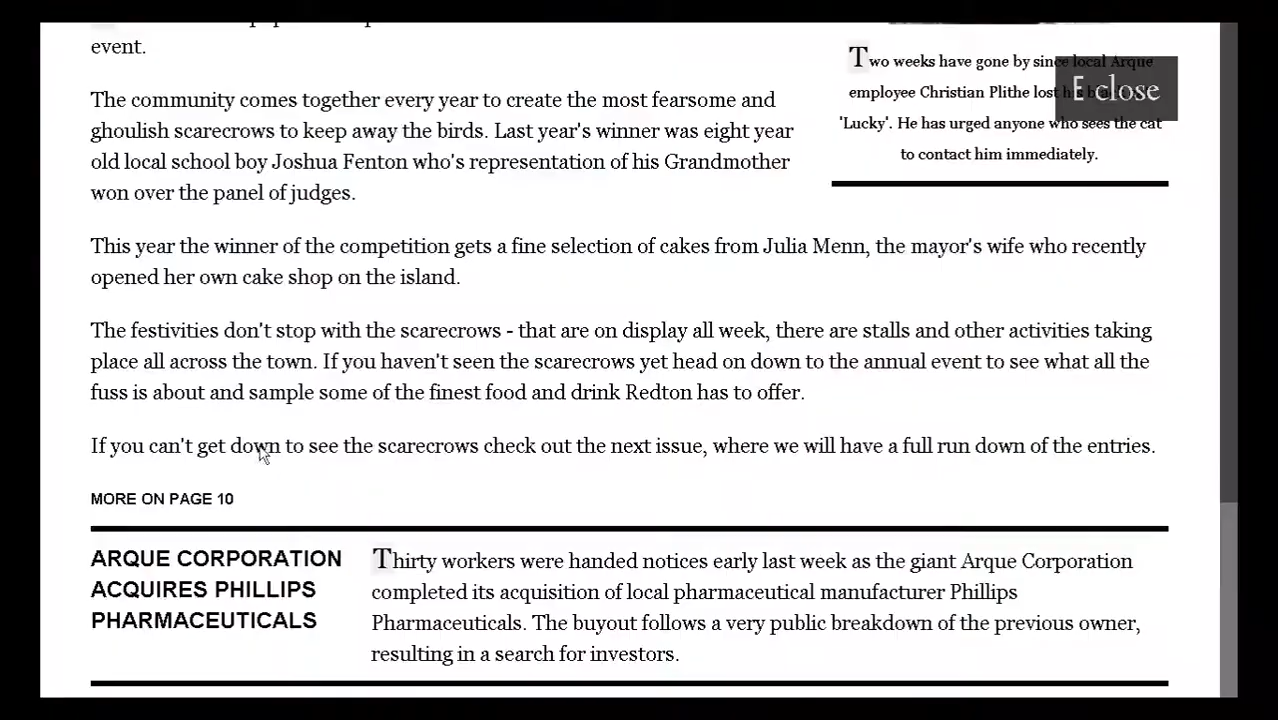 event.
The community comes together every year to create the most fearsome and
ghoulish scarecrows to keep away the birds. Last year's winner was eight year
old local school boy Joshua Fenton who's representation of his Grandmother
won over the panel of judges.
Two weeks have gone by since local Arque
employee Christian Plithe lost his
'Lucky'. He has urged anyone who sees the cat
to contact him immediately.
E close
This year the winner of the competition gets a fine selection of cakes from Julia Menn, the mayor's wife who recently
opened her own cake shop on the island.
The festivities don't stop with the scarecrows - that are on display all week, there are stalls and other activities taking
place all across the town. If you haven't seen the scarecrows yet head on down to the annual event to see what all the
fuss is about and sample some of the finest food and drink Redton has to offer.
If you can't get down to see the scarecrows check out the next issue, where we will have a full run down of the entries.
MORE ON PAGE 10
ARQUE CORPORATION
ACQUIRES PHILLIPS
PHARMACEUTICALS
Thirty workers were handed notices early last week as the giant Arque Corporation
completed its acquisition of local pharmaceutical manufacturer Phillips
Pharmaceuticals. The buyout follows a very public breakdown of the previous owner,
resulting in a search for investors.